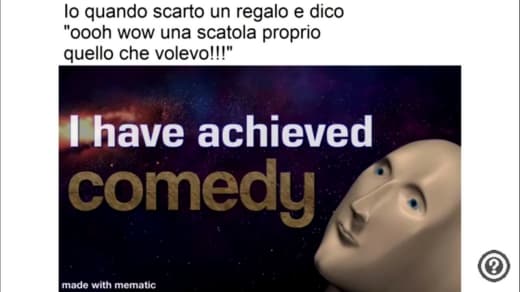 Io quando scarto un regalo e dico
"oooh wow una scatola proprio
quello che volevo!!!"
I have achieved
comedy
made with mematic
?